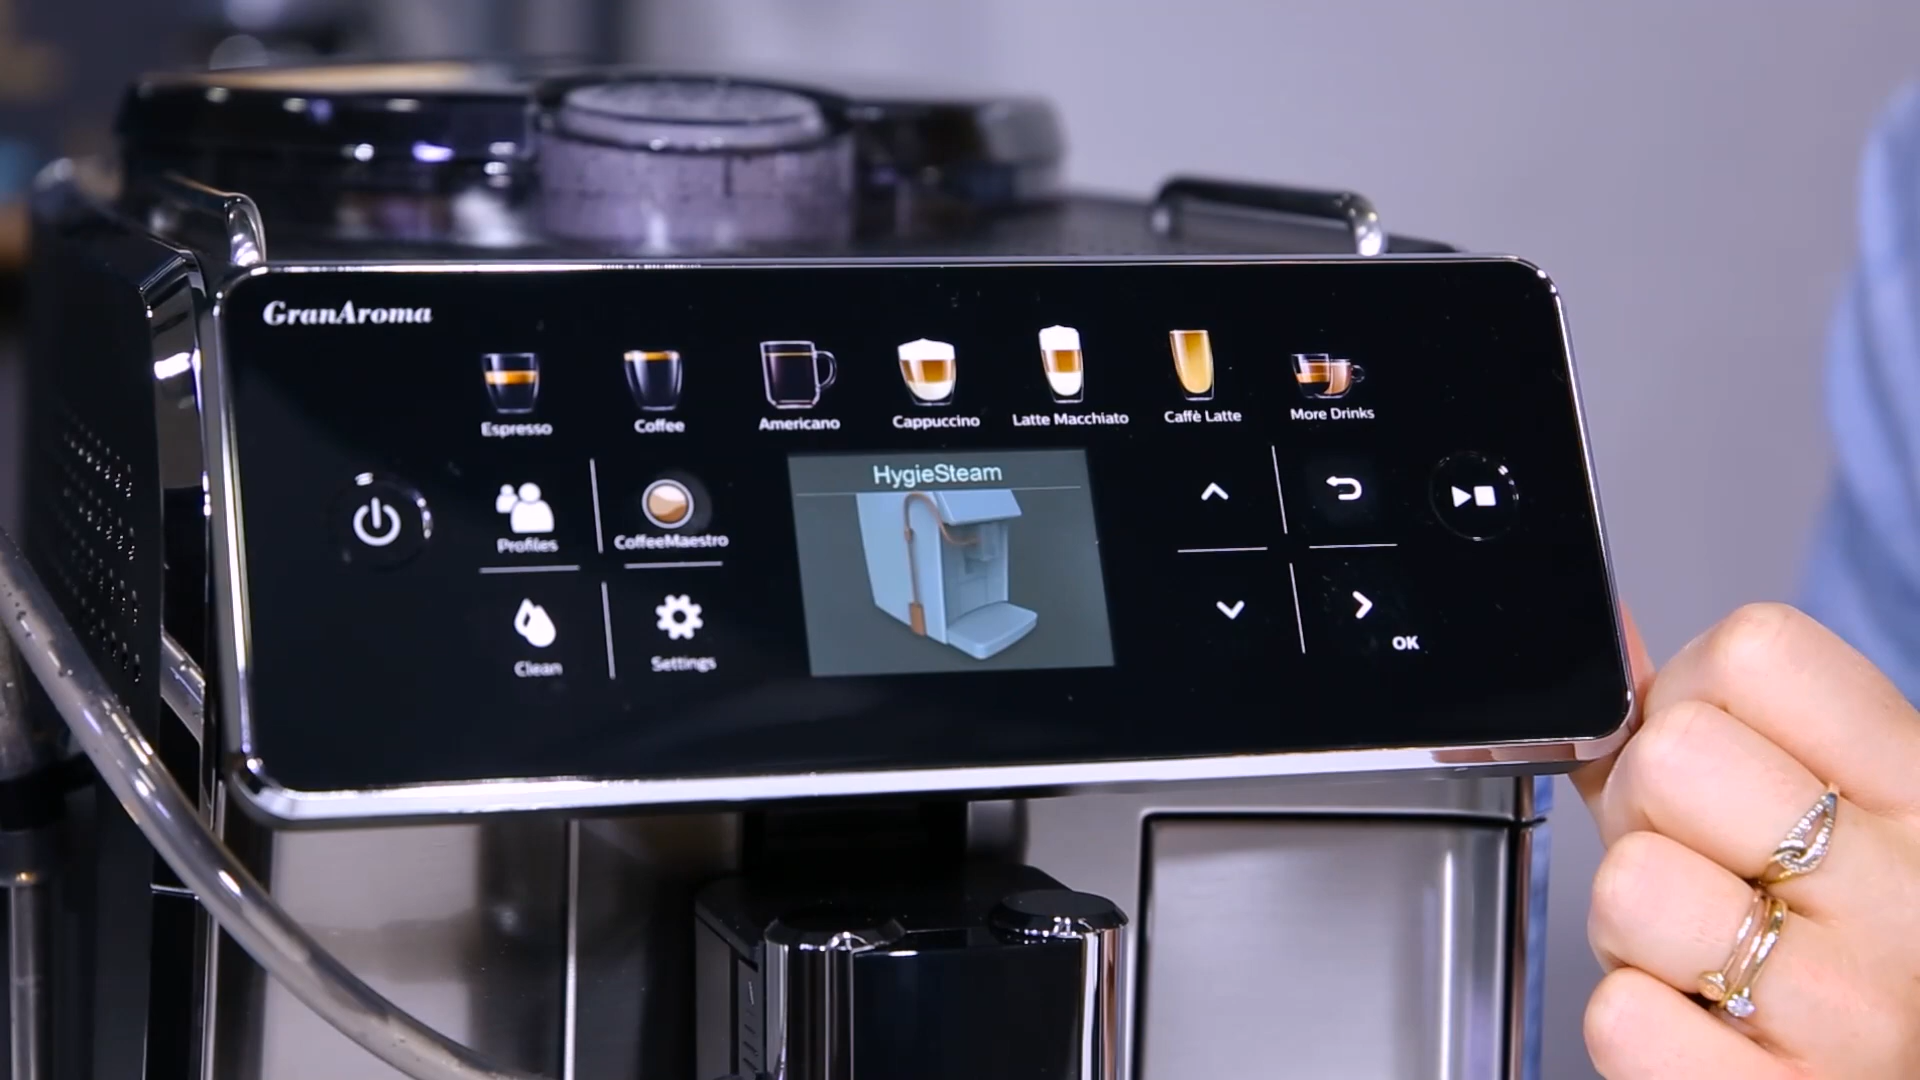 GranAroma
Espresso
Coffee
Americano
Cappuccino
Latte Macchiato
Caffè Latte
More Drinks
HygieSteam
Profiles
CoffeeMaestro
Clean
Settings
OK